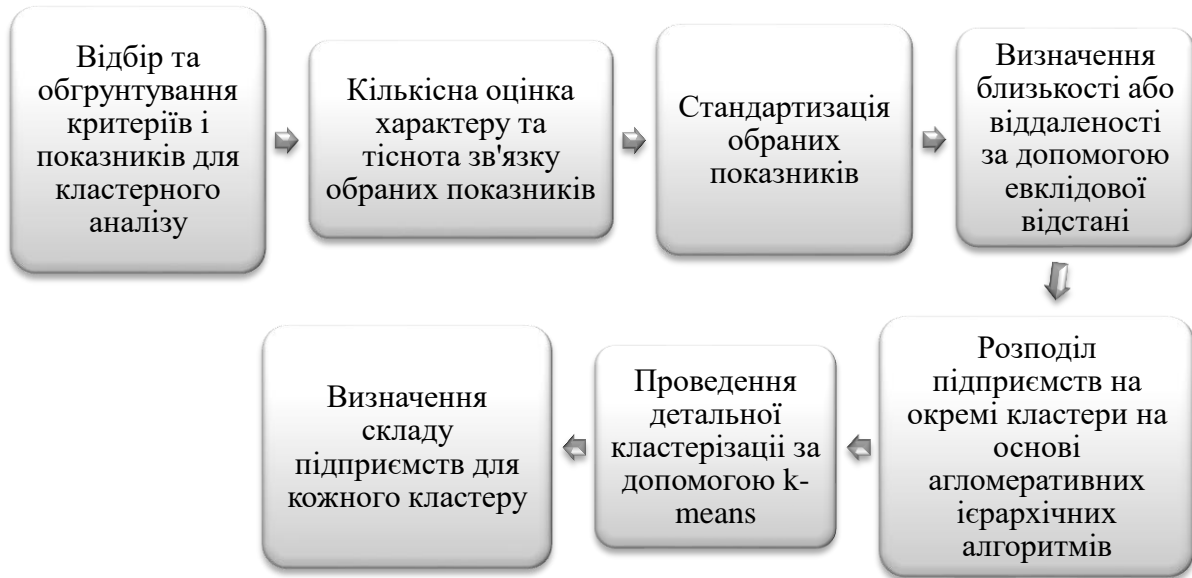 Відбір та
обгрунтування
критеріїв і
показників для
кластерного
аналізу
Кількісна оцінка
характеру та
тіснота зв'язку
обраних показників
Стандартизація
обраних
показників
Визначення
близькості або
віддаленості
за допомогою
евклідової
відстані
Розподіл
підприємств на
окремі кластери на
основі
агломеративних
ієрархічних
алгоритмів
Проведення
детальної
кластерізаціі за
допомогою k-
means
Визначення
складу
підприємств для
кожного кластеру